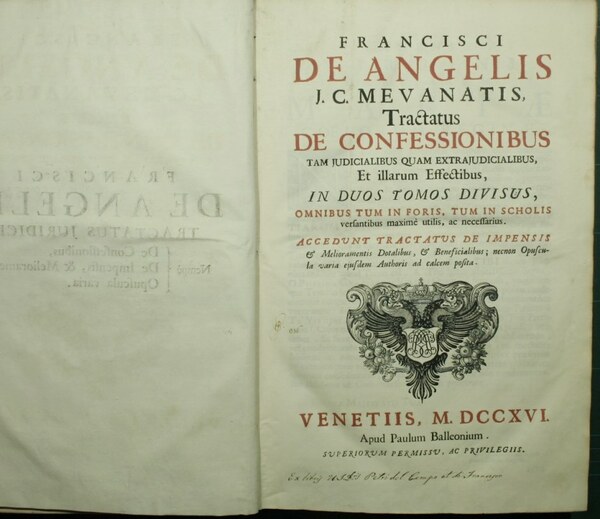 FRANCISCI
DE ANGELIS
J. C. MEVANATIS,
Tractatus
DE CONFESSIONIBUS
TAM JUDICIALIBUS QUAM EXTRAJUDICIALIBUS,
Et illarum Effectibus,
IN DUOS TOMOS DIVISUS,
OMNIBUS TUM IN FORIS, TUM IN SCHOLIS
versantibus maximè utilis, ac necessarius.
ACCEDUNT TRACTATUS DE IMPENSIS
& Melioramentis Dotalibus, & Beneficialibus; necnon Opuscu-
la varia ejusdem Authoris ad calcem posita.
VENETIIS, M. DCCXVI.
Apud Paulum Balleonium.
SUPERIORUM PERMISSU, AC PRIVILEGIIS.